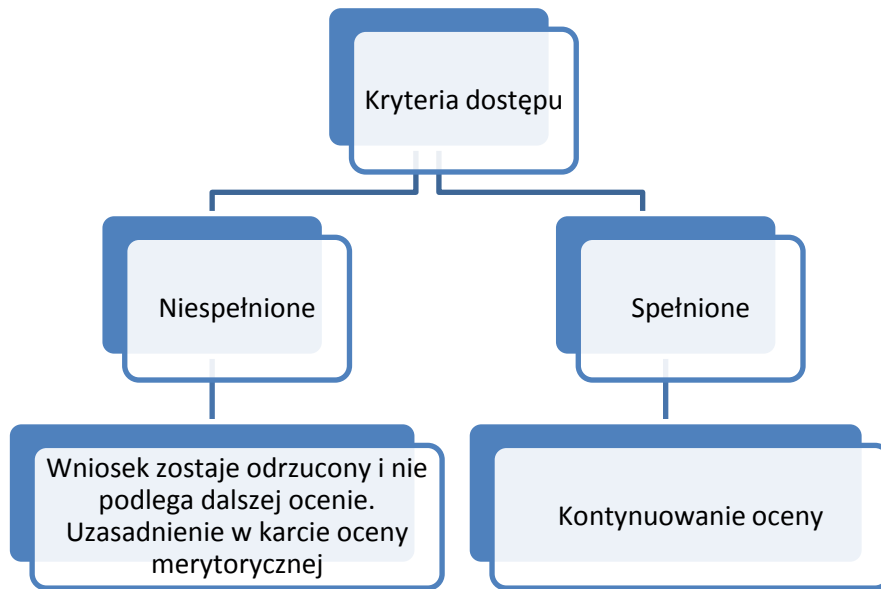 Kryteria dostępu
Niespełnione
Spełnione
Wniosek zostaje odrzucony i nie
podlega dalszej ocenie.
Uzasadnienie w karcie oceny
merytorycznej
Kontynuowanie oceny